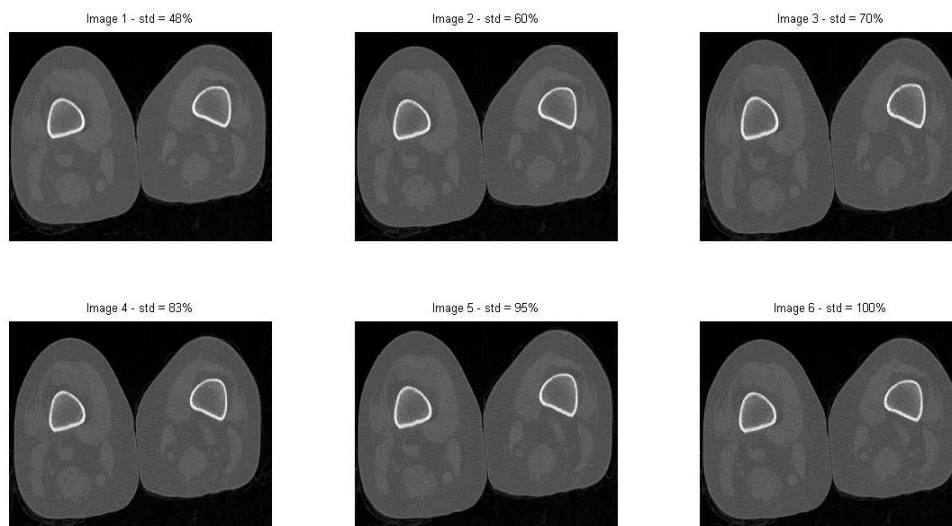 Image 1 - std = 48%
Image 2 - std = 60%
Image 3 - std = 70%
Image 4 - std = 83%
Image 5 - std = 95%
Image 6 - std = 100%